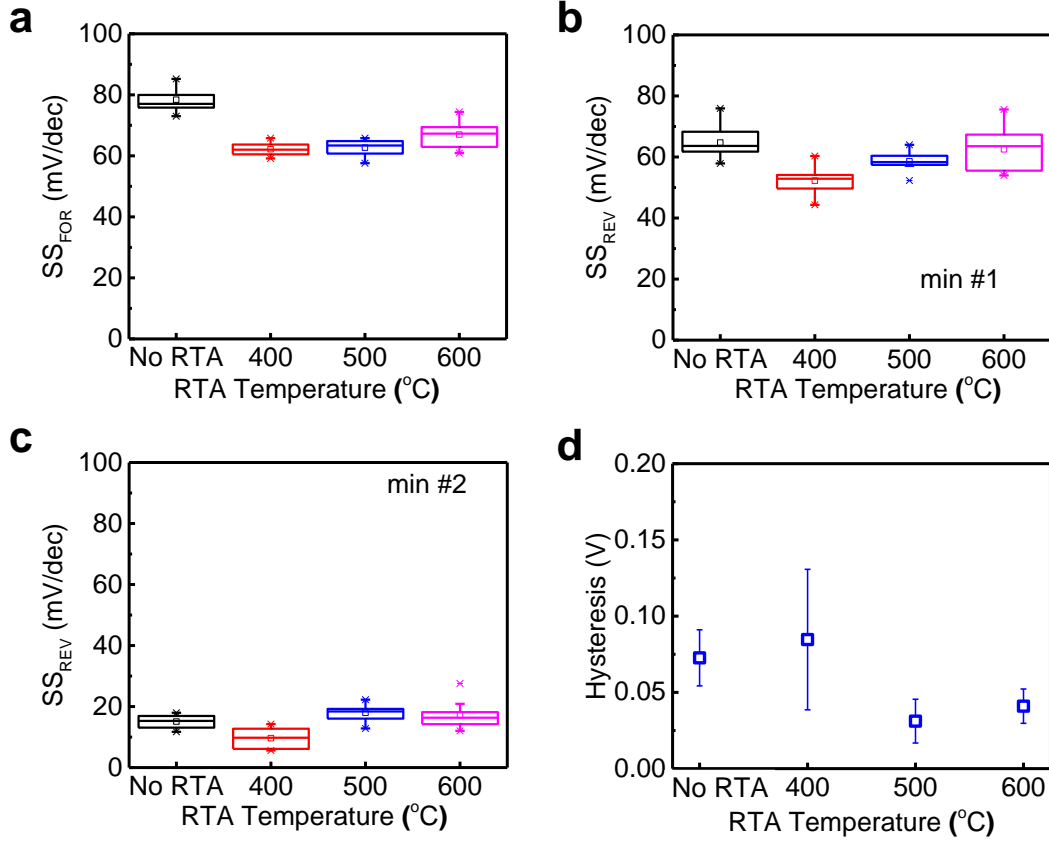 a
100
80
60
40
20
0
SS_FOR (mV/dec)
No RTA 400 500 600
RTA Temperature (°C)
b
100
80
60
40
20
0
SS_REV (mV/dec)
min #1
No RTA 400 500 600
RTA Temperature (°C)
c
100
80
60
40
20
0
SS_REV (mV/dec)
min #2
No RTA 400 500 600
RTA Temperature (°C)
d
0.20
0.15
0.10
0.05
0.00
Hysteresis (V)
No RTA 400 500 600
RTA Temperature (°C)